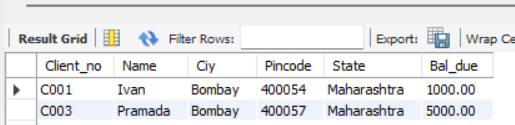 Result Grid Filter Rows: Export: Wrap Ce
Client_no Name Ciy Pincode State Bal_due
C001 Ivan Bombay 400054 Maharashtra 1000.00
C003 Pramada Bombay 400057 Maharashtra 5000.00